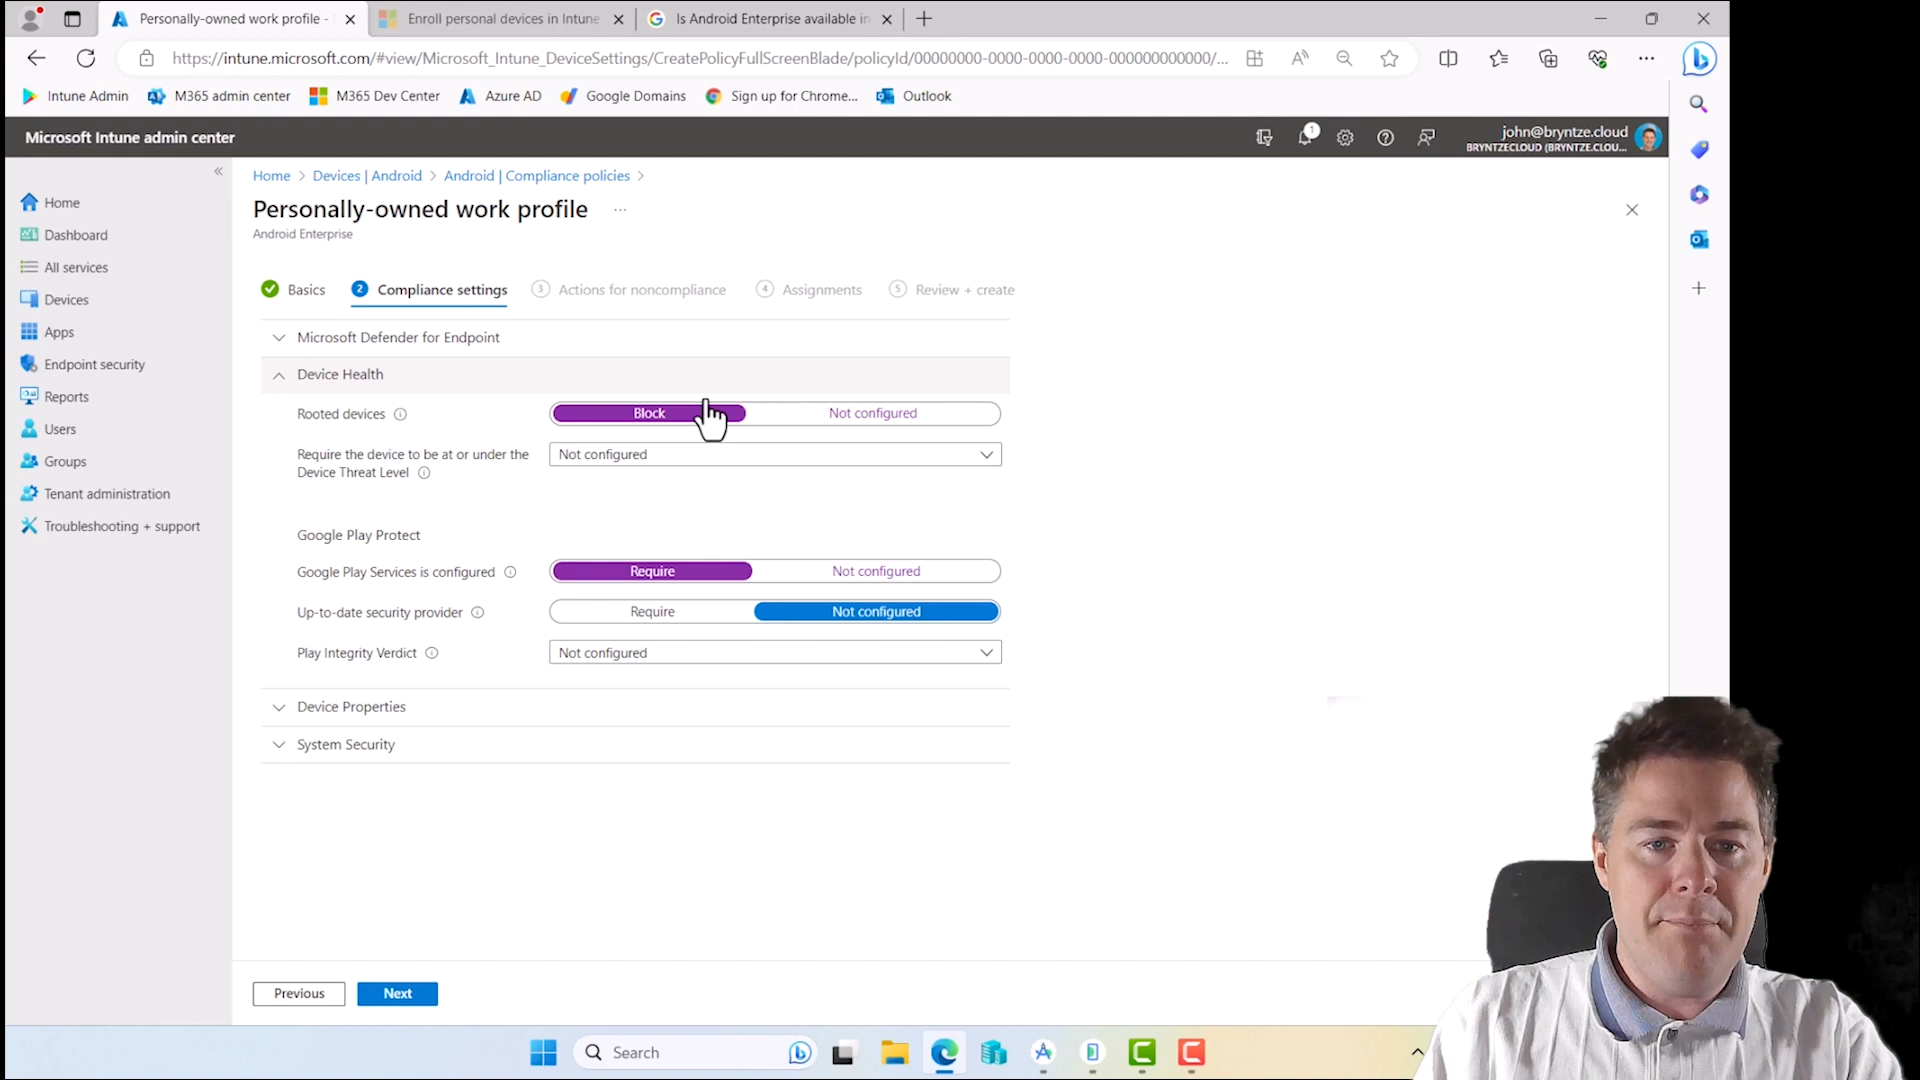 Personally-owned work profile -
Enroll personal devices in Intune
Is Android Enterprise available in
https://intune.microsoft.com/#view/Microsoft_Intune_DeviceSettings/CreatePolicyFullScreenBlade/policyId/00000000-0000-0000-0000-000000000000/...
Intune Admin
M365 admin center
M365 Dev Center
Azure AD
Google Domains
Sign up for Chrome...
Outlook
Microsoft Intune admin center
1
john@bryntze.cloud
BRYNTZECLOUD (BRYNTZE.CLOU...
Home
Dashboard
All services
Devices
Apps
Endpoint security
Reports
Users
Groups
Tenant administration
Troubleshooting + support
Home > Devices | Android > Android | Compliance policies >
Personally-owned work profile ...
Android Enterprise
Basics
2 Compliance settings
3 Actions for noncompliance
4 Assignments
5 Review + create
Microsoft Defender for Endpoint
Device Health
Rooted devices
Block
Not configured
Require the device to be at or under the
Device Threat Level
Not configured
Google Play Protect
Google Play Services is configured
Require
Not configured
Up-to-date security provider
Require
Not configured
Play Integrity Verdict
Not configured
Device Properties
System Security
Previous
Next
Search